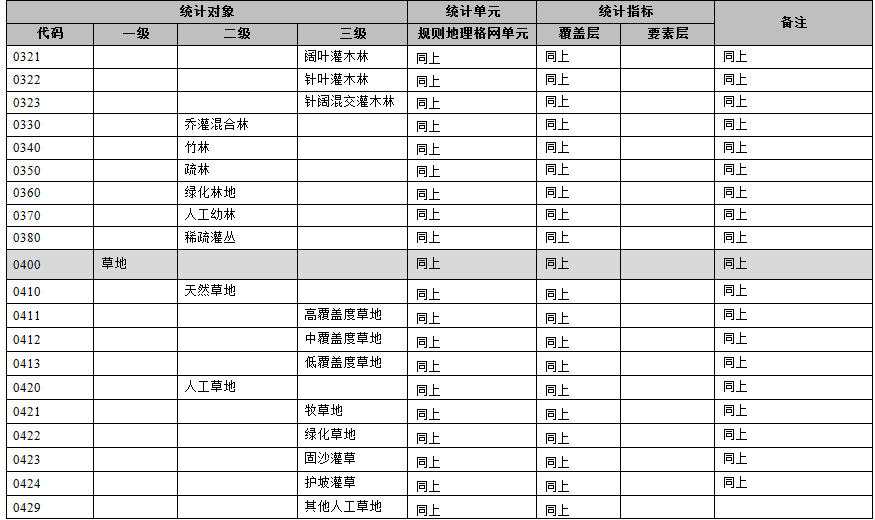 统计对象 统计单元 统计指标 备注
代码 一级 二级 三级 规则地理格网单元 覆盖层 要素层
0321 阔叶灌木林 同上 同上 同上
0322 针叶灌木林 同上 同上 同上
0323 针阔混交灌木林 同上 同上 同上
0330 乔灌混合林 同上 同上 同上
0340 竹林 同上 同上 同上
0350 疏林 同上 同上 同上
0360 绿化林地 同上 同上 同上
0370 人工幼林 同上 同上 同上
0380 稀疏灌丛 同上 同上 同上
0400 草地 同上 同上 同上
0410 天然草地 同上 同上 同上
0411 高覆盖度草地 同上 同上 同上
0412 中覆盖度草地 同上 同上 同上
0413 低覆盖度草地 同上 同上 同上
0420 人工草地 同上 同上 同上
0421 牧草地 同上 同上 同上
0422 绿化草地 同上 同上 同上
0423 固沙灌草 同上 同上 同上
0424 护坡灌草 同上 同上 同上
0429 其他人工草地 同上 同上